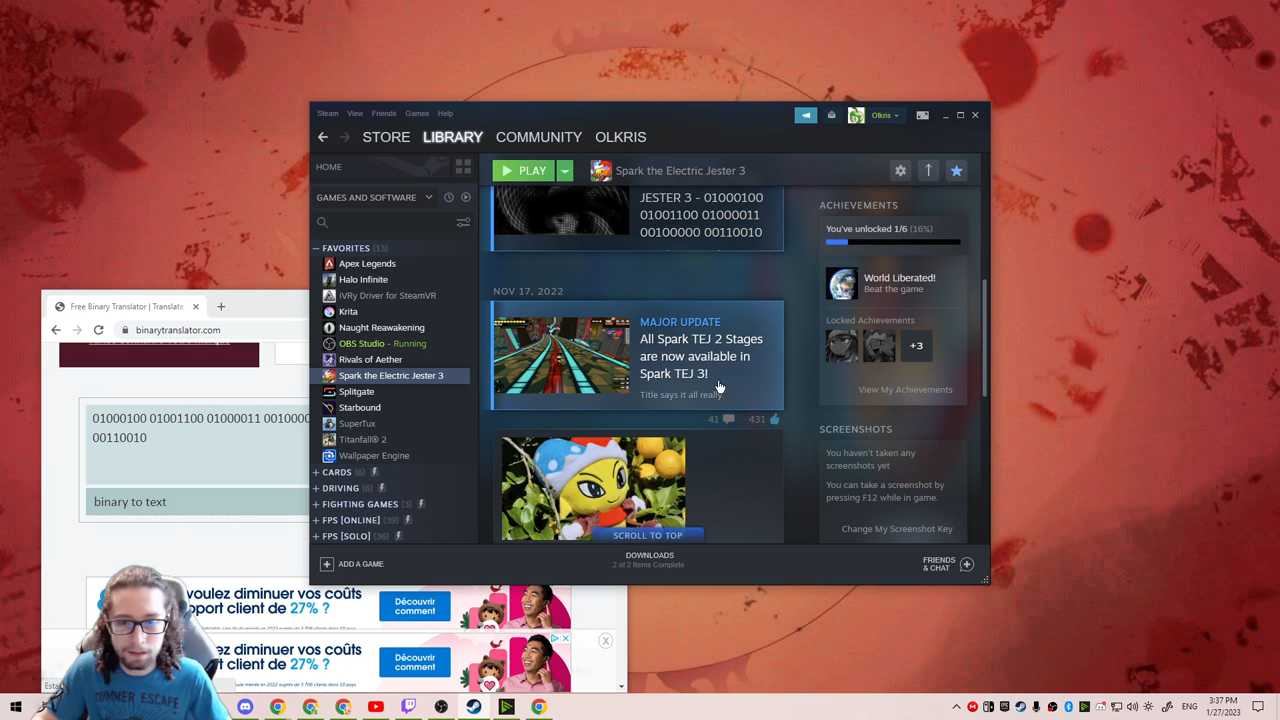 Steam View Friends Games Help
Olkris
STORE LIBRARY COMMUNITY OLKRIS
HOME
PLAY
Spark the Electric Jester 3
GAMES AND SOFTWARE
FAVORITES (13)
Apex Legends
Halo Infinite
iVRy Driver for SteamVR
Krita
Naught Reawakening
OBS Studio - Running
Rivals of Aether
Spark the Electric Jester 3
Splitgate
Starbound
SuperTux
Titanfall® 2
Wallpaper Engine
CARDS (6)
DRIVING (6)
FIGHTING GAMES (3)
FPS [ONLINE] (39)
FPS [SOLO] (36)
ADD A GAME
JESTER 3 - 01000100
01001100 01000011
00100000 00110010
NOV 17, 2022
MAJOR UPDATE
All Spark TEJ 2 Stages
are now available in
Spark TEJ 3!
Title says it all really
41
431
SCROLL TO TOP
DOWNLOADS
2 of 2 Items Complete
ACHIEVEMENTS
You've unlocked 1/6 (16%)
World Liberated!
Beat the game
Locked Achievements
+3
View My Achievements
SCREENSHOTS
You haven't taken any
screenshots yet
You can take a screenshot by
pressing F12 while in game.
Change My Screenshot Key
FRIENDS
& CHAT
Free Binary Translator | Translate
binarytranslator.com
01000100 01001100 01000011 001000
00110010
binary to text
voulez diminuer vos coûts
port client de 27% ?
Découvrir
comment
ez diminuer vos coûts
t client de 27% ?
Découvrir
comment
X
SUMMER ESCAPE
ENG
3:37 PM
1/27/2023